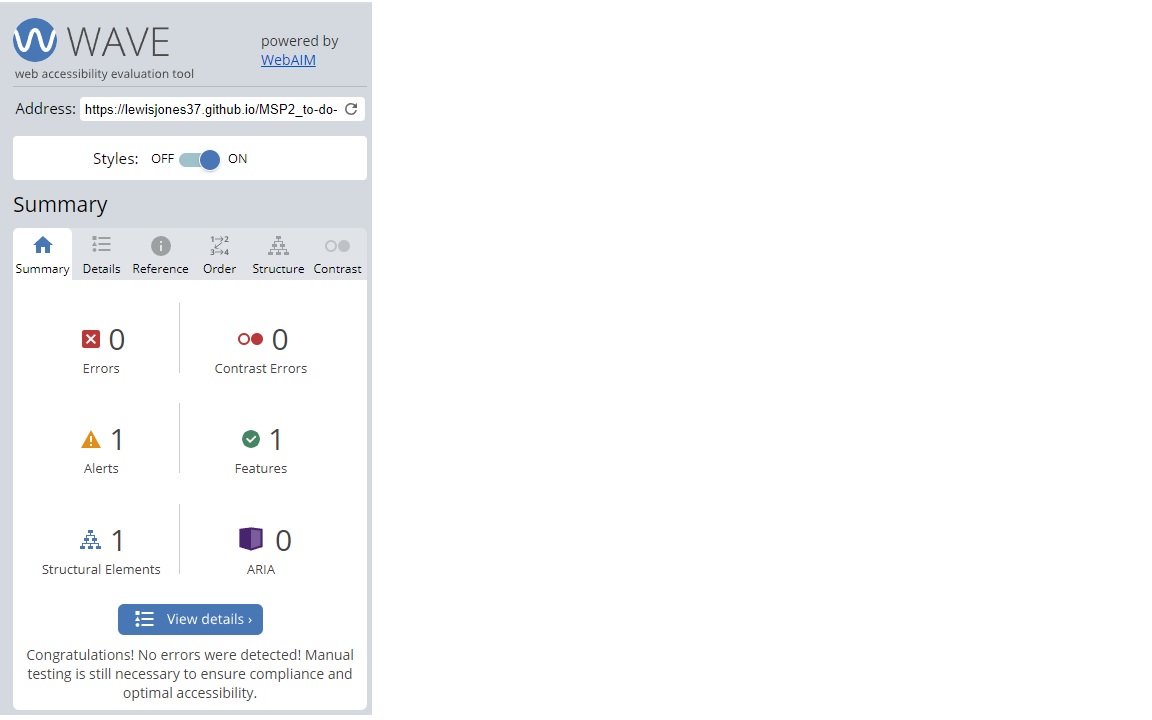 WAVE
powered by
WebAIM
web accessibility evaluation tool
Address: https://lewisjones37.github.io/MSP2_to-do-
Styles: OFF ON
Summary
Summary Details Reference Order Structure Contrast
0 0
Errors Contrast Errors
1 1
Alerts Features
1 0
Structural Elements ARIA
View details ›
Congratulations! No errors were detected! Manual
testing is still necessary to ensure compliance and
optimal accessibility.